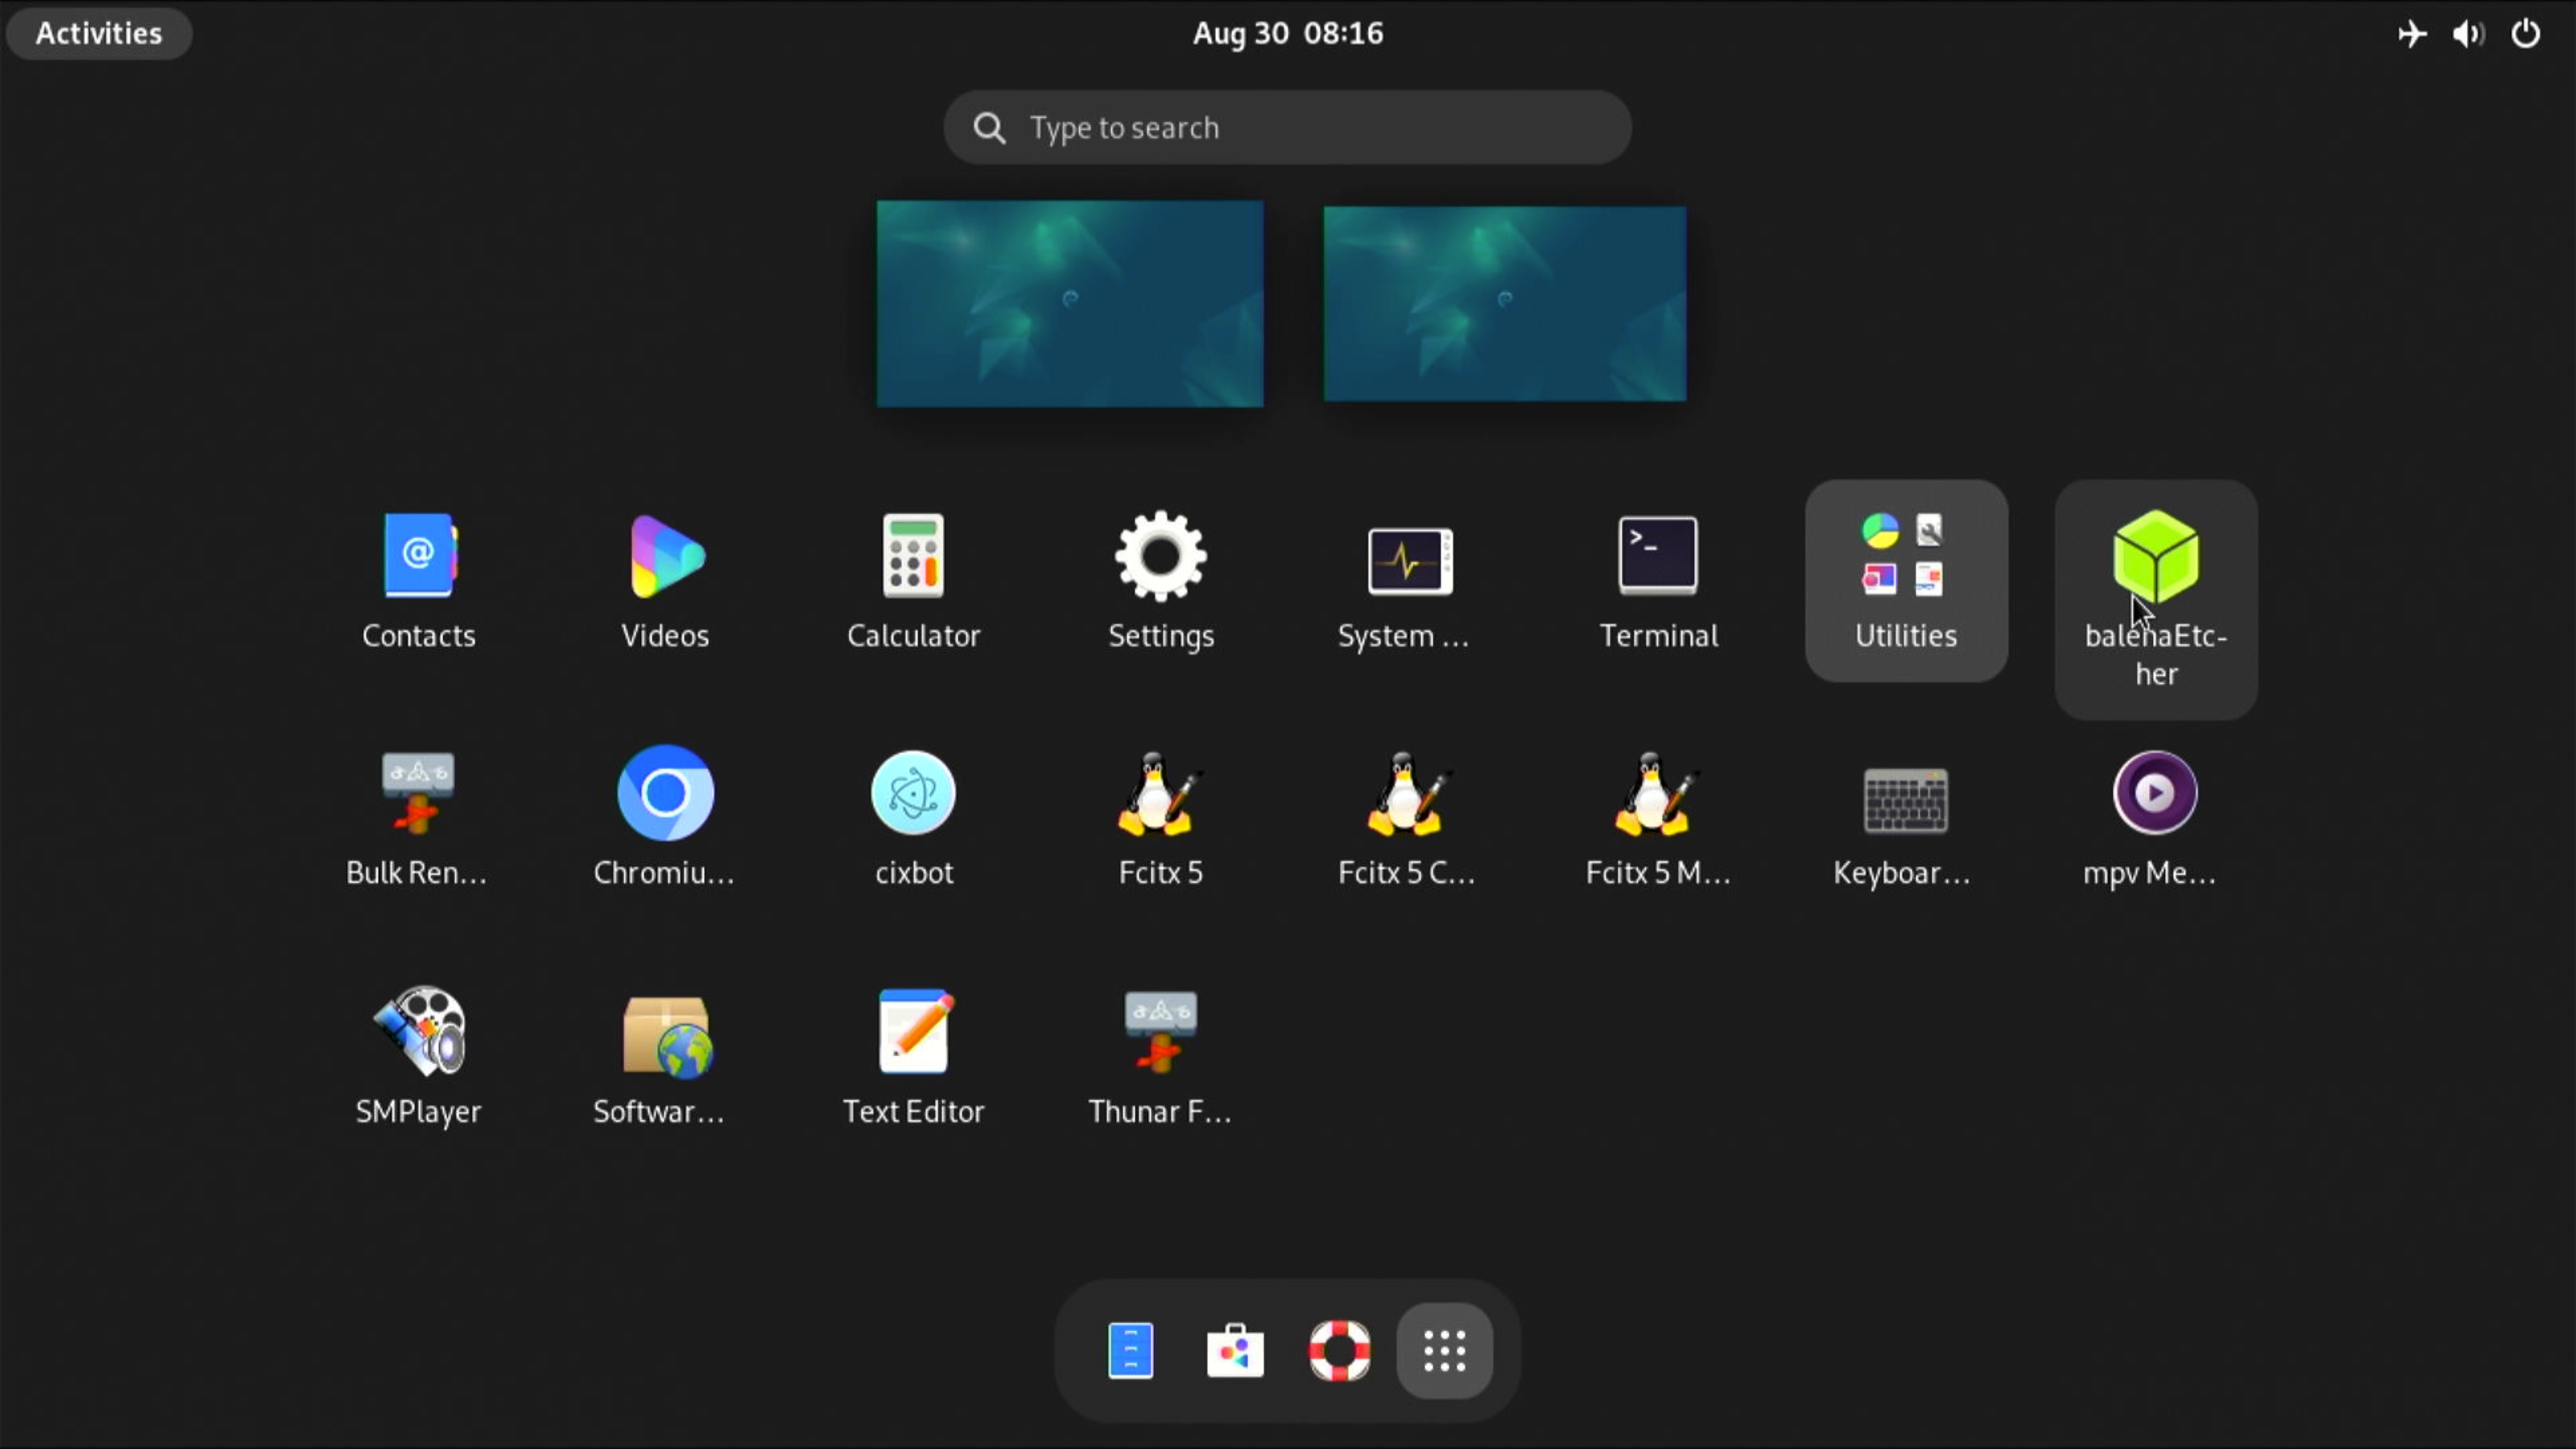 Activities
Aug 30 08:16
Type to search
Contacts
Videos
Calculator
Settings
System ...
Terminal
Utilities
balenaEtc-
her
Bulk Ren...
Chromiu...
cixbot
Fcitx 5
Fcitx 5 C...
Fcitx 5 M...
Keyboar...
mpv Me...
SMPlayer
Softwar...
Text Editor
Thunar F...